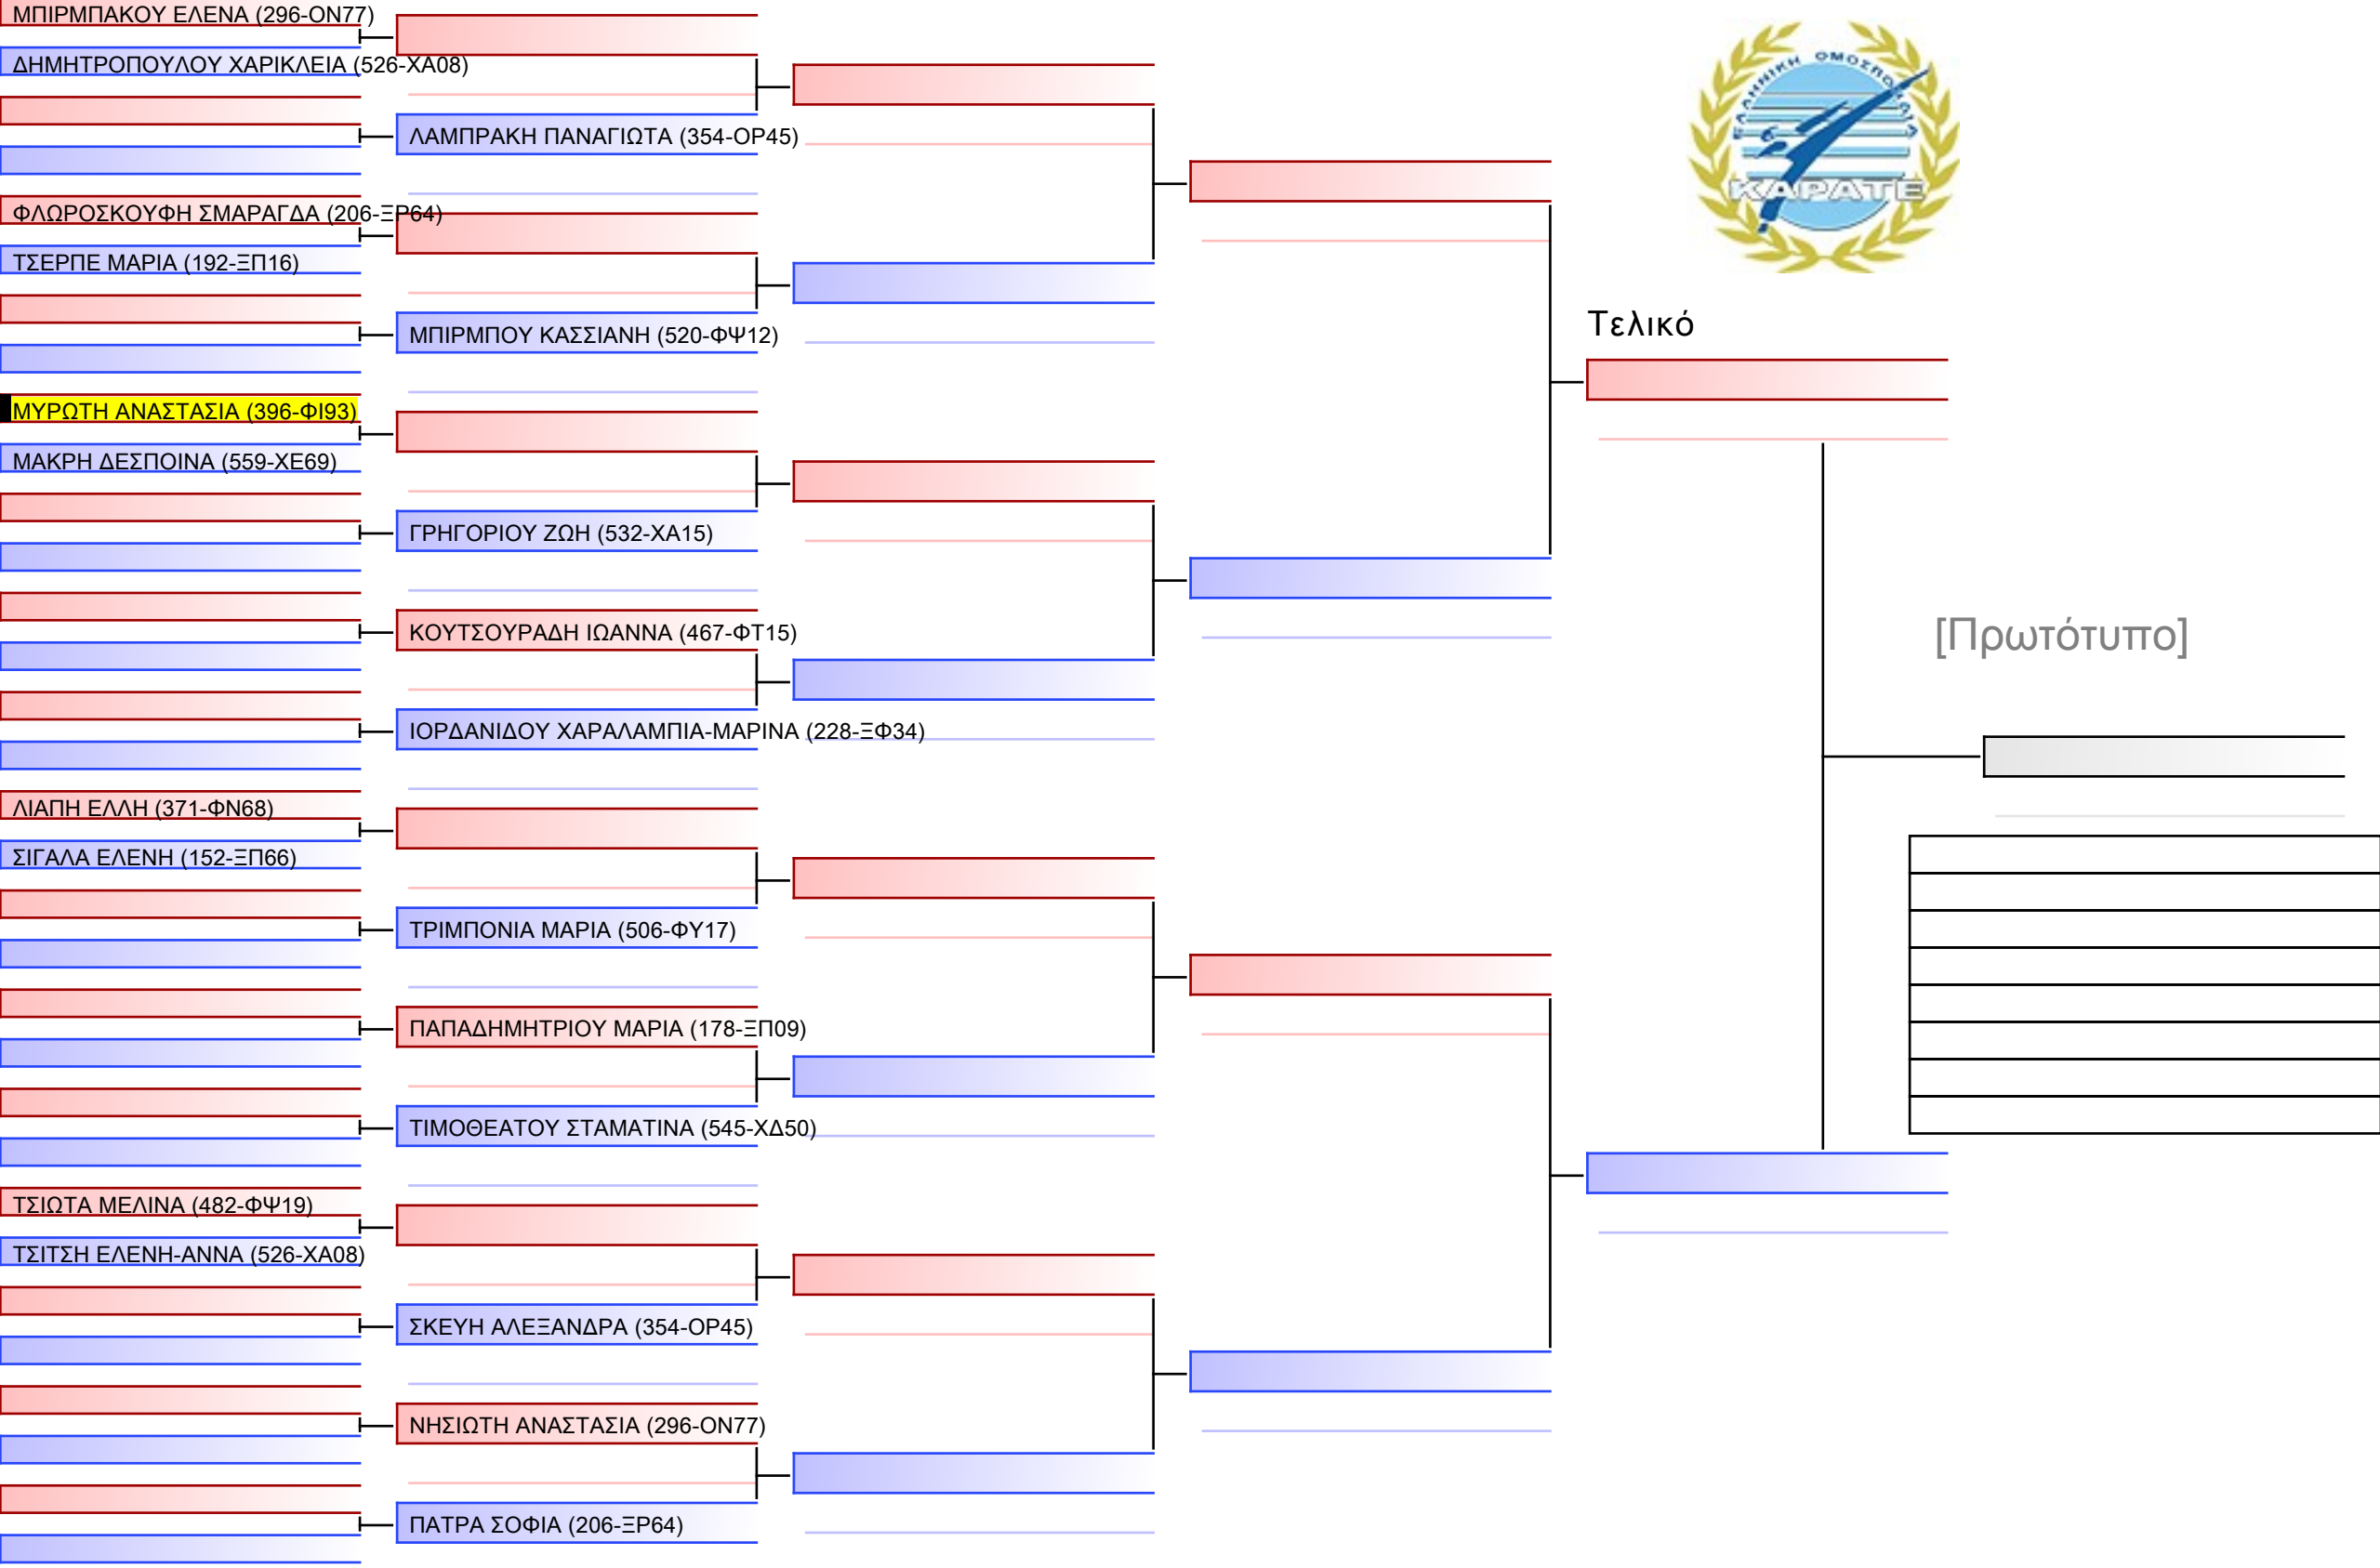 ΜΠΙΡΜΠΑΚΟΥ ΕΛΕΝΑ (296-ΟΝ77)
ΔΗΜΗΤΡΟΠΟΥΛΟΥ ΧΑΡΙΚΛΕΙΑ (526-ΧΑ08)
ΛΑΜΠΡΑΚΗ ΠΑΝΑΓΙΩΤΑ (354-ΟΡ45)
ΦΛΩΡΟΣΚΟΥΦΗ ΣΜΑΡΑΓΔΑ (206-ΞΡ64)
ΤΣΕΡΠΕ ΜΑΡΙΑ (192-ΞΠ16)
ΜΠΙΡΜΠΟΥ ΚΑΣΣΙΑΝΗ (520-ΦΨ12)
ΜΥΡΩΤΗ ΑΝΑΣΤΑΣΙΑ (396-ΦΙ93)
ΜΑΚΡΗ ΔΕΣΠΟΙΝΑ (559-ΧΕ69)
ΓΡΗΓΟΡΙΟΥ ΖΩΗ (532-ΧΑ15)
ΚΟΥΤΣΟΥΡΑΔΗ ΙΩΑΝΝΑ (467-ΦΤ15)
ΙΟΡΔΑΝΙΔΟΥ ΧΑΡΑΛΑΜΠΙΑ-ΜΑΡΙΝΑ (228-ΞΦ34)
ΛΙΑΠΗ ΕΛΛΗ (371-ΦΝ68)
ΣΙΓΑΛΑ ΕΛΕΝΗ (152-ΞΠ66)
ΤΡΙΜΠΟΝΙΑ ΜΑΡΙΑ (506-ΦΥ17)
ΠΑΠΑΔΗΜΗΤΡΙΟΥ ΜΑΡΙΑ (178-ΞΠ09)
ΤΙΜΟΘΕΑΤΟΥ ΣΤΑΜΑΤΙΝΑ (545-ΧΔ50)
ΤΣΙΩΤΑ ΜΕΛΙΝΑ (482-ΦΨ19)
ΤΣΙΤΣΗ ΕΛΕΝΗ-ΑΝΝΑ (526-ΧΑ08)
ΣΚΕΥΗ ΑΛΕΞΑΝΔΡΑ (354-ΟΡ45)
ΝΗΣΙΩΤΗ ΑΝΑΣΤΑΣΙΑ (296-ΟΝ77)
ΠΑΤΡΑ ΣΟΦΙΑ (206-ΞΡ64)
ΕΛΛΗΝΙΚΗ ΟΜΟΣΠΟΝΔΙΑ
ΚΑΡΑΤΕ
Τελικό
[Πρωτότυπο]